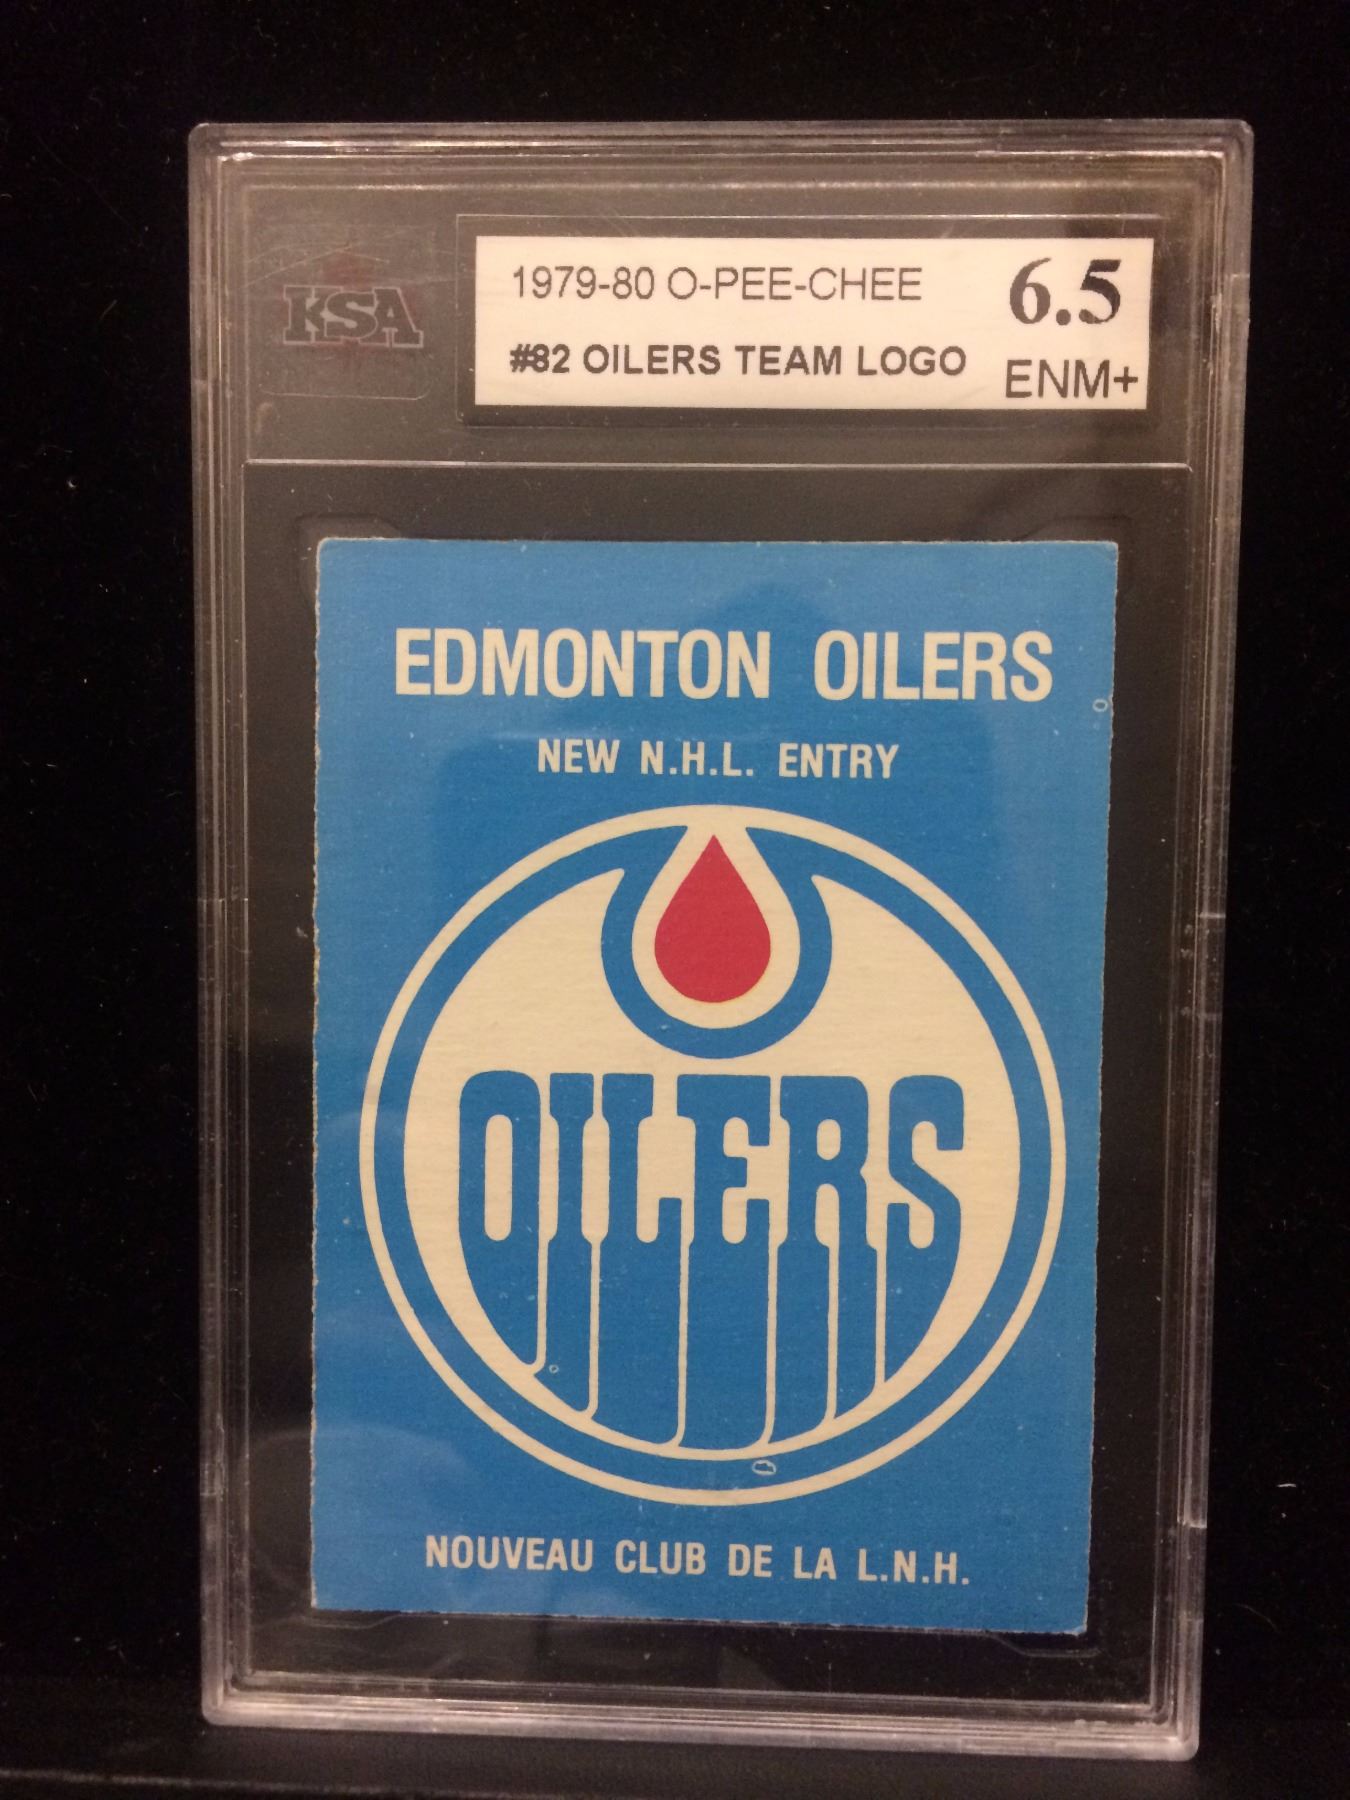 KSA
1979-80 O-PEE-CHEE
6.5
#82 OILERS TEAM LOGO
ENM+
EDMONTON OILERS
NEW N.H.L. ENTRY
OILERS
NOUVEAU CLUB DE LA L.N.H.